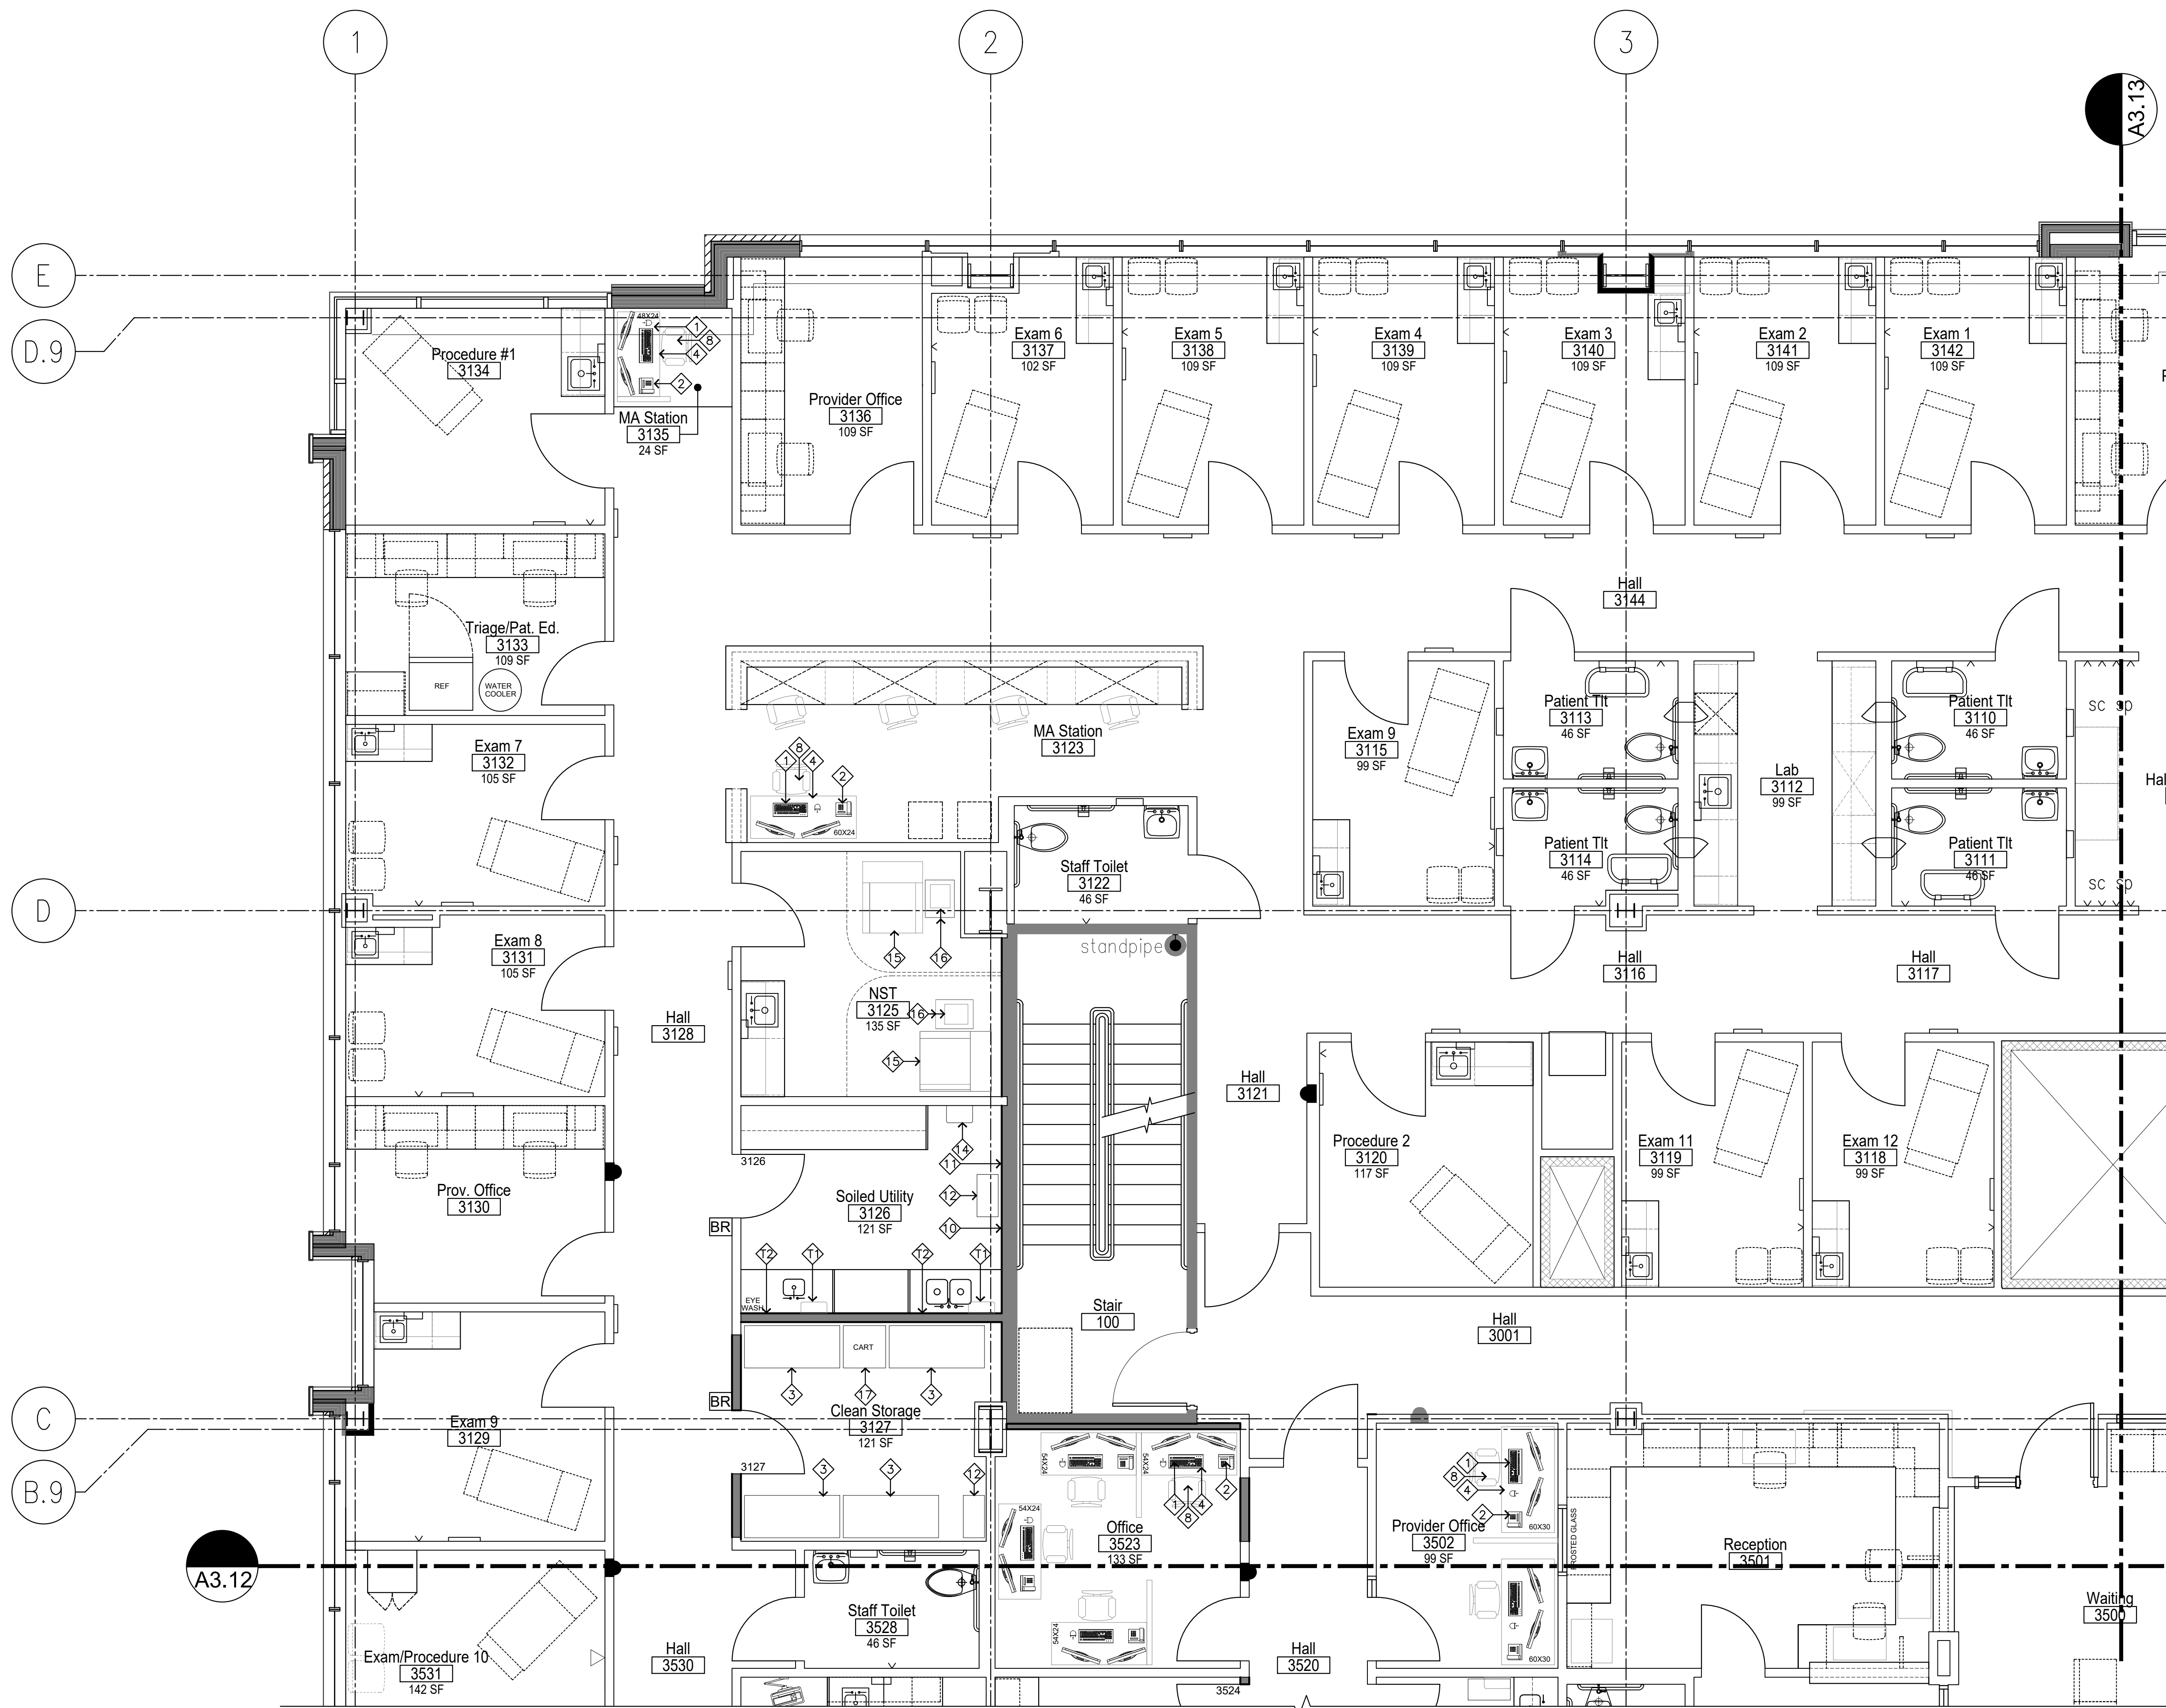 1
2
3
A3.13
E
D.9
D
C
B.9
A3.12
Procedure #1
3134
48X24
1
8
4
2
MA Station
3135
24 SF
Provider Office
3136
109 SF
Exam 6
3137
102 SF
Exam 5
3138
109 SF
Exam 4
3139
109 SF
Exam 3
3140
109 SF
Exam 2
3141
109 SF
Exam 1
3142
109 SF
Hall
3144
Triage/Pat. Ed.
3133
109 SF
REF
WATER
COOLER
Exam 7
3132
105 SF
MA Station
3123
1
8
4
2
60X24
Exam 9
3115
99 SF
Patient Tlt
3113
46 SF
Patient Tlt
3114
46 SF
Lab
3112
99 SF
Patient Tlt
3110
46 SF
Patient Tlt
3111
46 SF
sc sp
sc sp
Staff Toilet
3122
46 SF
standpipe
Exam 8
3131
105 SF
Hall
3128
15
16
NST
3125
135 SF
16
15
Hall
3116
Hall
3117
Hall
3121
Procedure 2
3120
117 SF
Exam 11
3119
99 SF
Exam 12
3118
99 SF
Prov. Office
3130
3126
14
11
12
10
Soiled Utility
3126
121 SF
BR
T2
T1
T2
T1
EYE
WASH
Stair
100
Hall
3001
CART
3
17
3
BR
Clean Storage
3127
121 SF
3127
3
3
12
Exam 9
3129
54X24
54X24
54X24
54X24
1
8
4
2
Office
3523
133 SF
1
8
4
2
60X30
60X30
Provider Office
3502
99 SF
FROSTED GLASS
Reception
3501
Waiting
3500
Staff Toilet
3528
46 SF
Exam/Procedure 10
3531
142 SF
Hall
3530
Hall
3520
3524